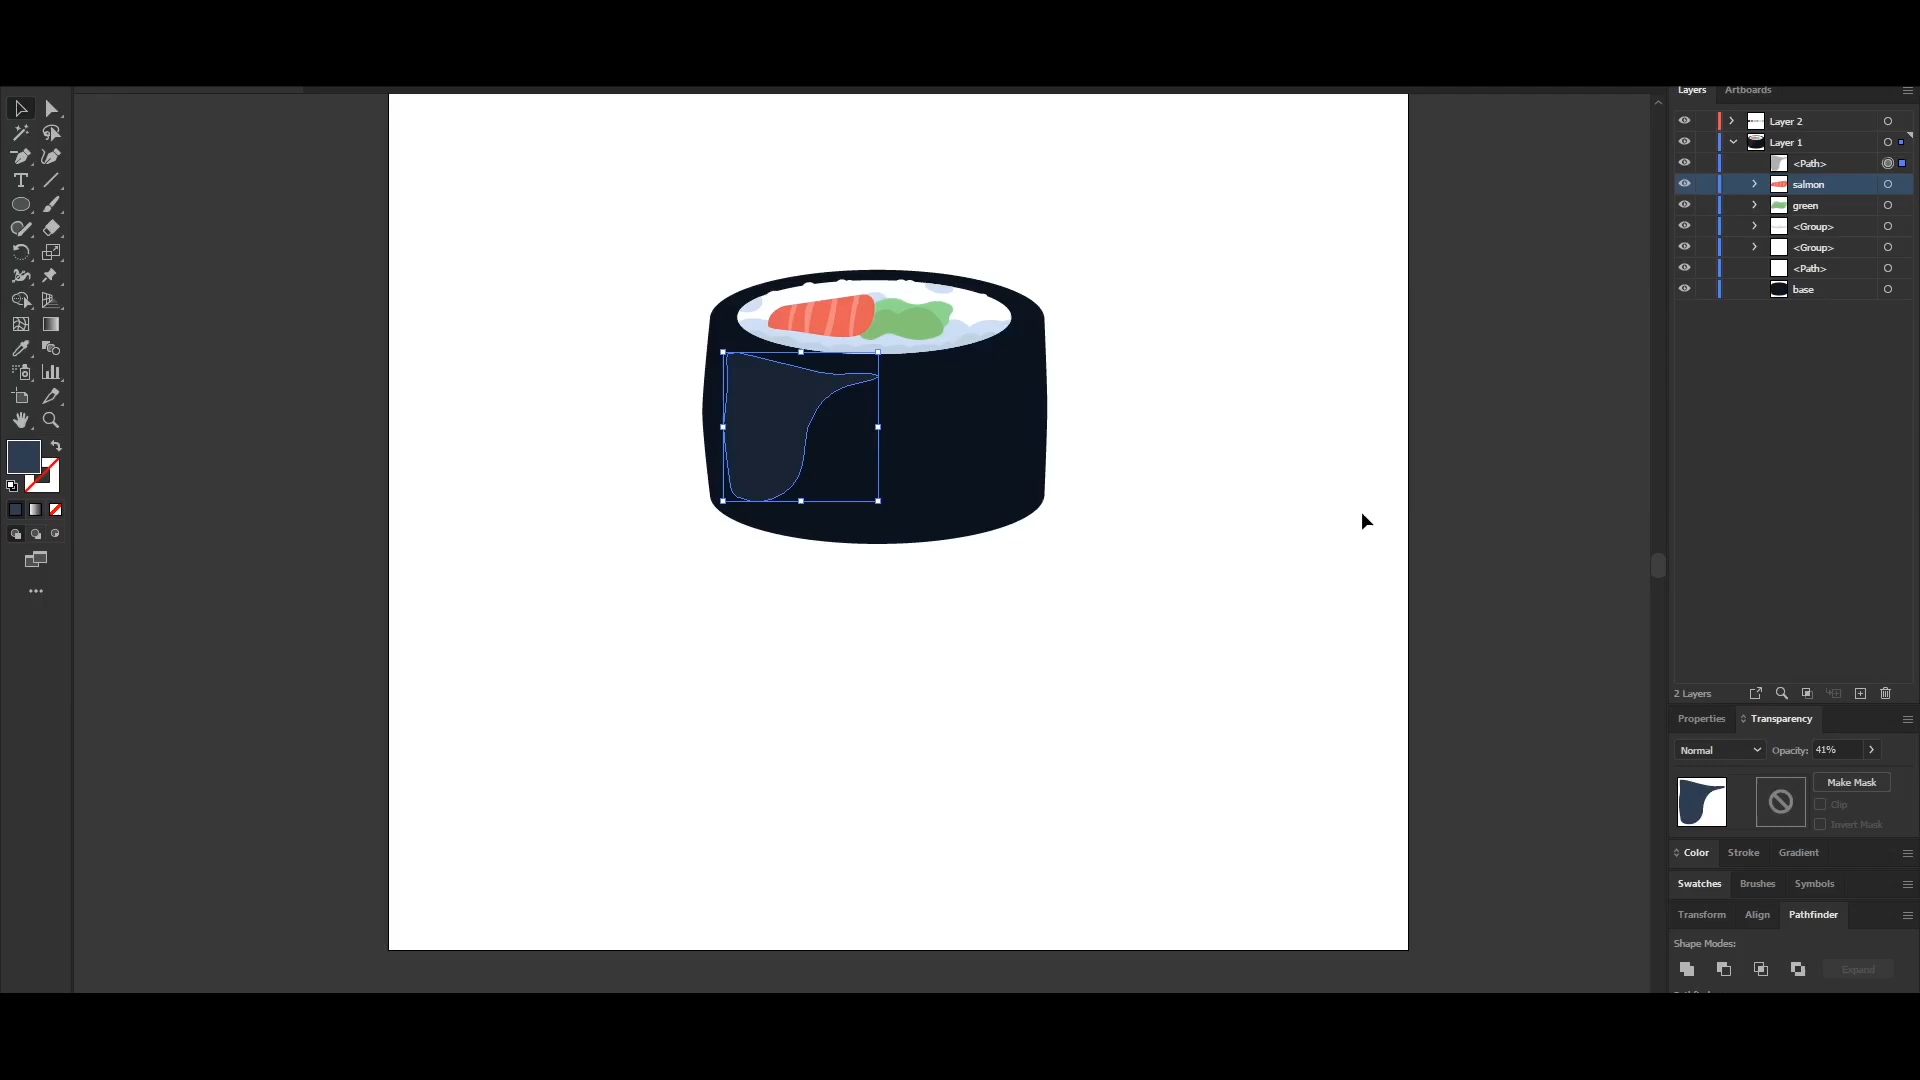 Layers Artboards
Layer 2
Layer 1
<Path>
salmon
green
<Group>
<Group>
<Path>
base
2 Layers
Properties Transparency
Normal Opacity: 41%
Make Mask
Clip
Invert Mask
Color Stroke Gradient
Swatches Brushes Symbols
Transform Align Pathfinder
Shape Modes:
Expand